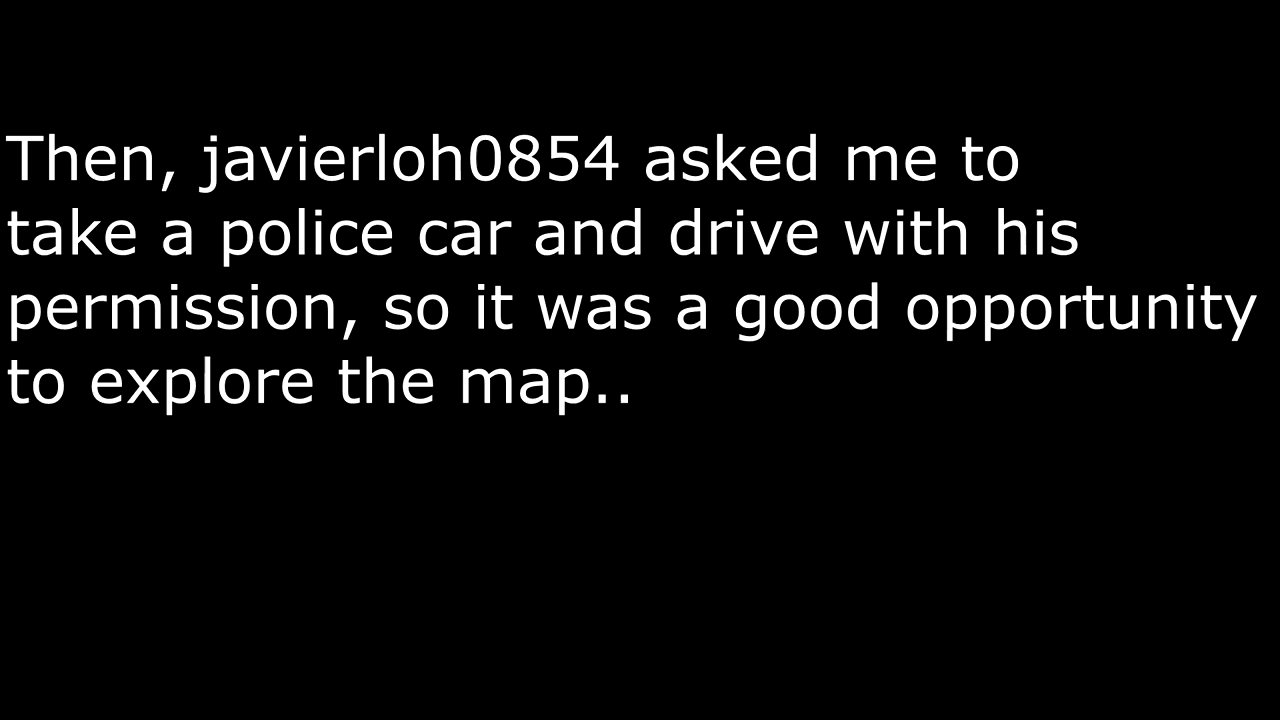 Then, javierloh0854 asked me to
take a police car and drive with his
permission, so it was a good opportunity
to explore the map..